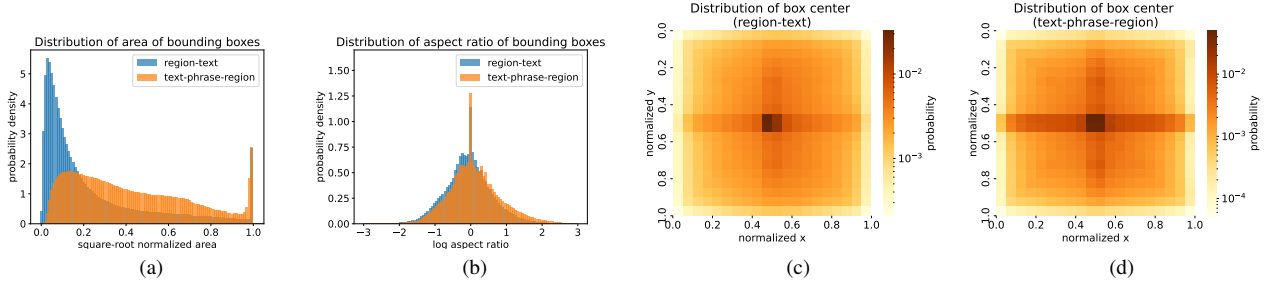 Distribution of area of bounding boxes
region-text
text-phrase-region
probability density
5
4
3
2
1
0
0.0 0.2 0.4 0.6 0.8 1.0
square-root normalized area
(a)
Distribution of aspect ratio of bounding boxes
region-text
text-phrase-region
probability density
1.50
1.25
1.00
0.75
0.50
0.25
0.00
−3 −2 −1 0 1 2 3
log aspect ratio
(b)
Distribution of box center
(region-text)
normalized y
0.0
0.2
0.4
0.6
0.8
1.0
0.0 0.2 0.4 0.6 0.8 1.0
normalized x
10⁻²
10⁻³
probability
(c)
Distribution of box center
(text-phrase-region)
normalized y
0.0
0.2
0.4
0.6
0.8
1.0
0.0 0.2 0.4 0.6 0.8 1.0
normalized x
10⁻²
10⁻³
10⁻⁴
probability
(d)